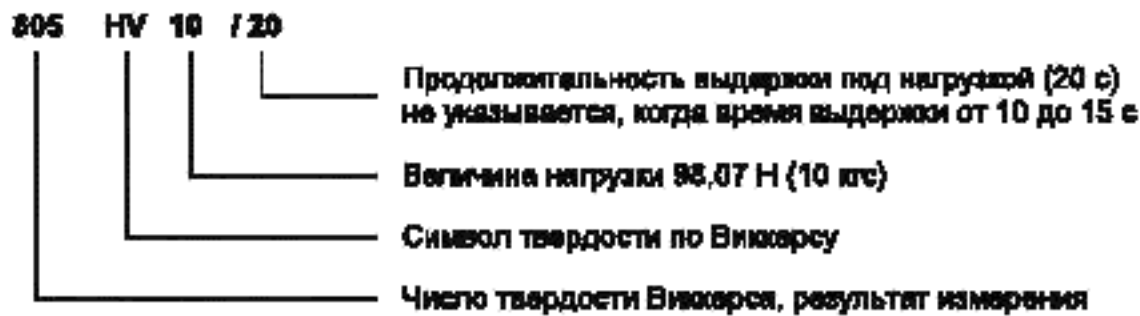 805 HV 10 / 20
Продолжительность выдержки под нагрузкой (20 с)
не указывается, когда время выдержки от 10 до 15 с
Величина нагрузки 98,07 Н (10 кгс)
Символ твердости по Виккерсу
Число твердости Виккерса, результат измерения